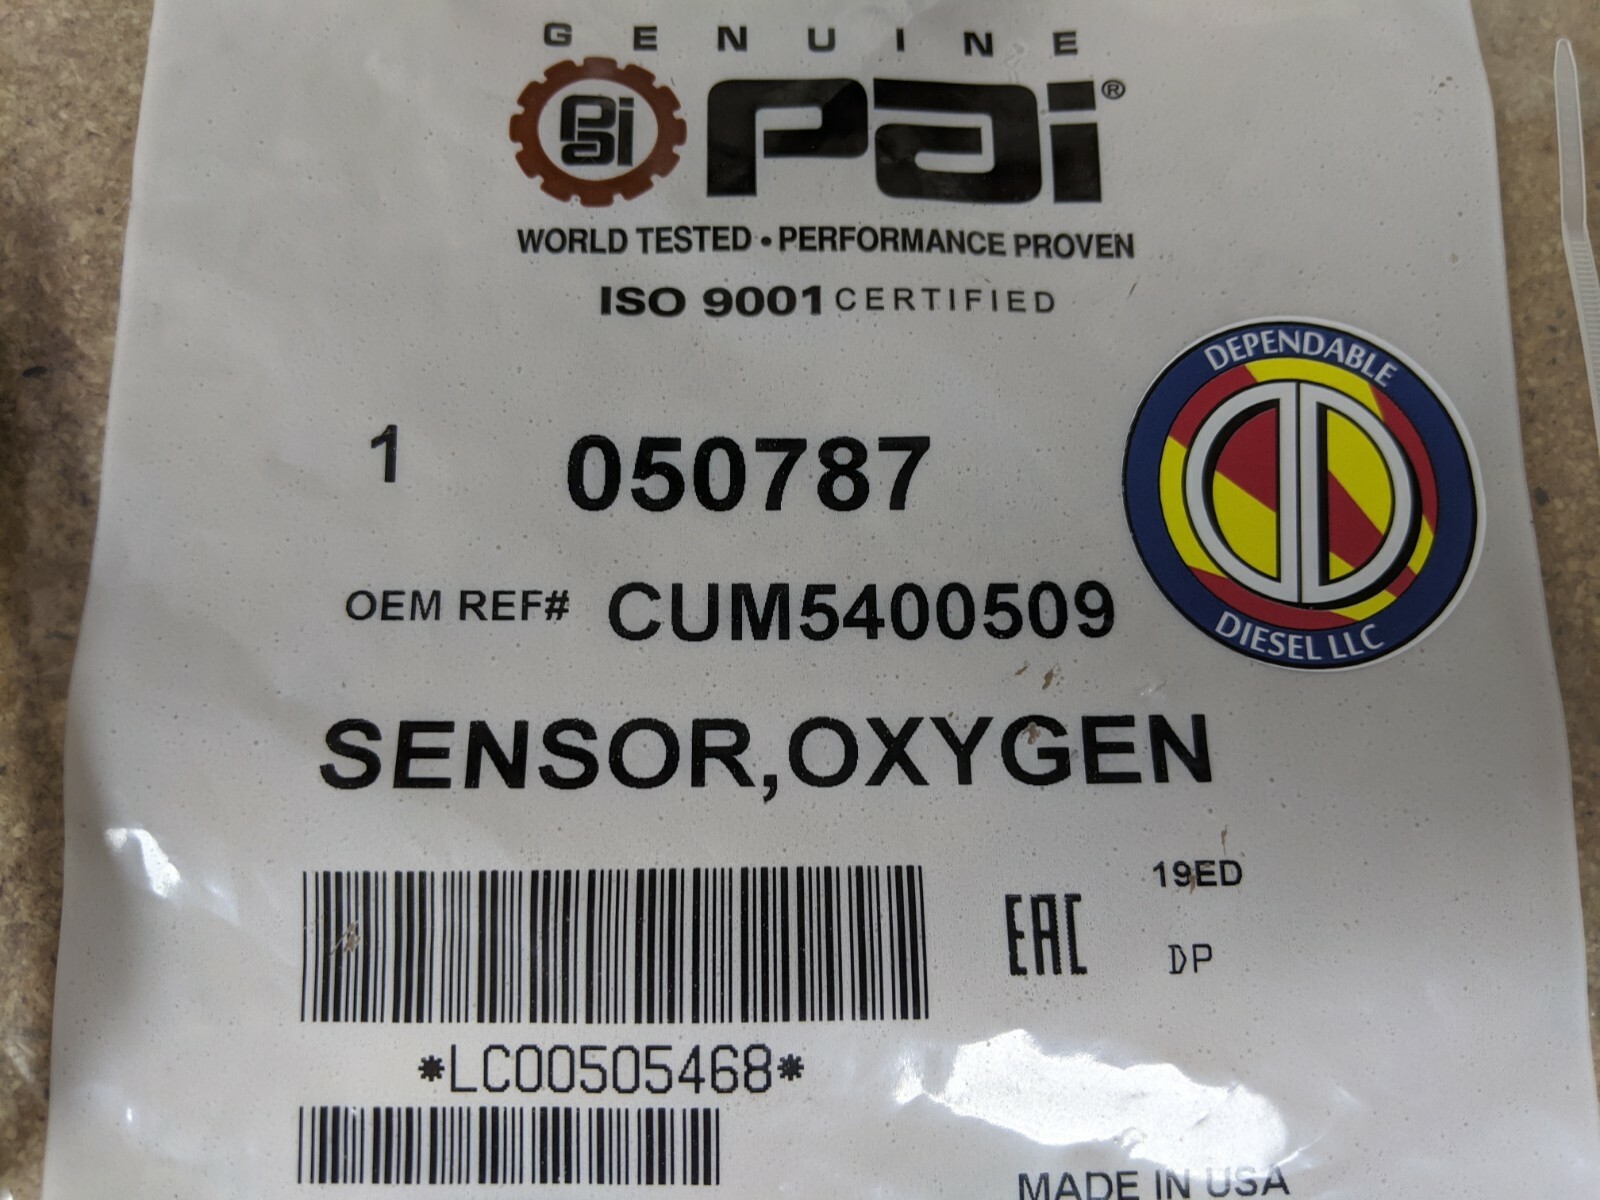 GENUINE
pai pai®
WORLD TESTED • PERFORMANCE PROVEN
ISO 9001 CERTIFIED
DEPENDABLE
DIESEL LLC
1 050787
OEM REF# CUM5400509
SENSOR,OXYGEN
19ED
EAC
DP
*LC00505468*
MADE IN USA